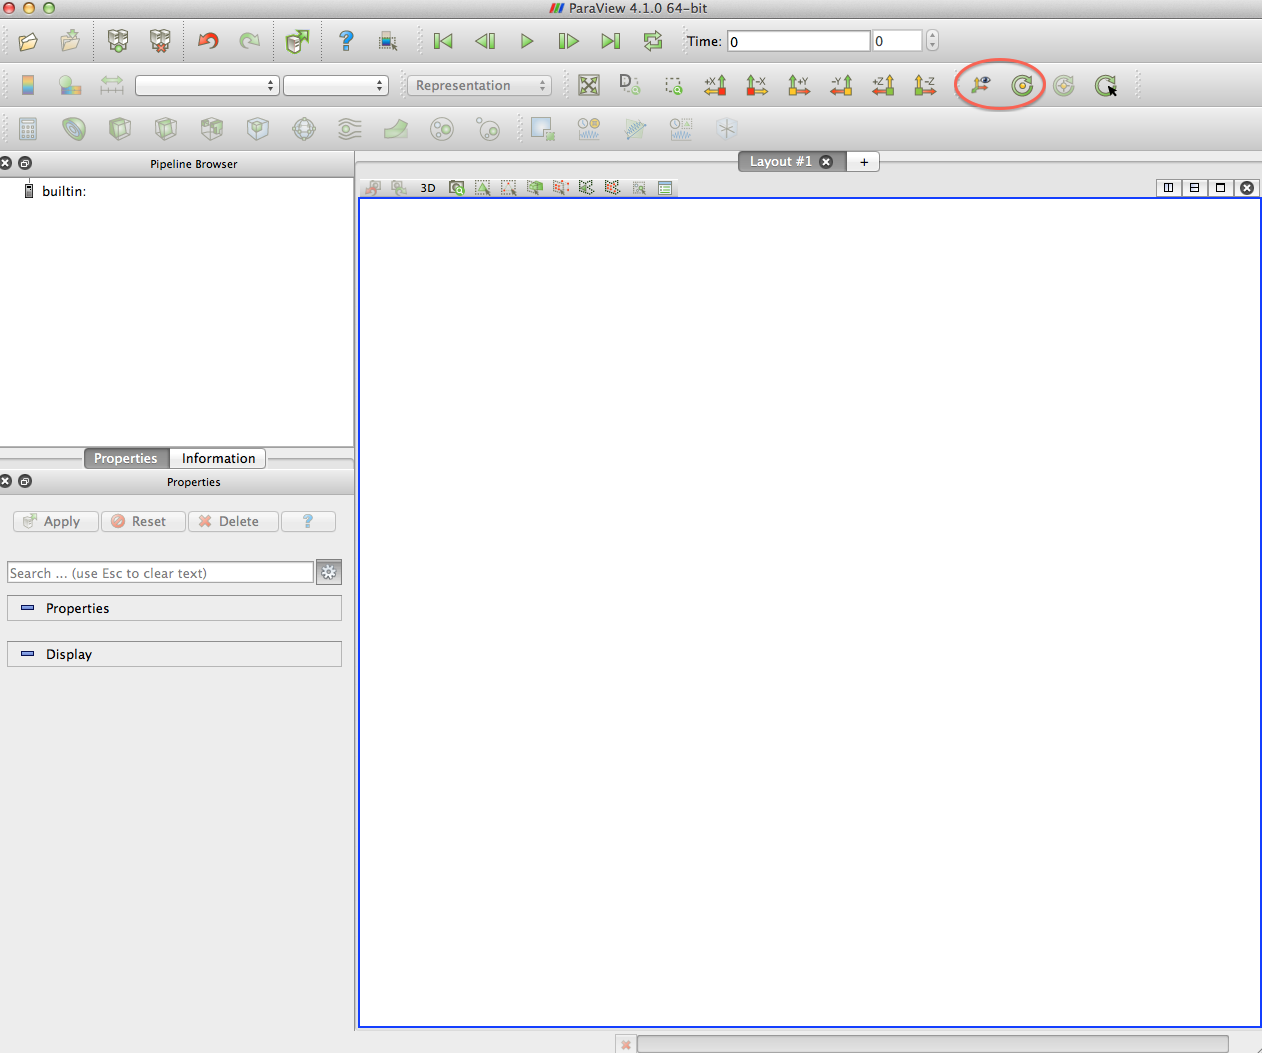 ParaView 4.1.0 64-bit
Time: 0 0
Representation
D
+X -X +Y -Y +Z -Z
Pipeline Browser
Layout #1 +
builtin:
3D
Properties Information
Properties
Apply Reset Delete ?
Search ... (use Esc to clear text)
Properties
Display